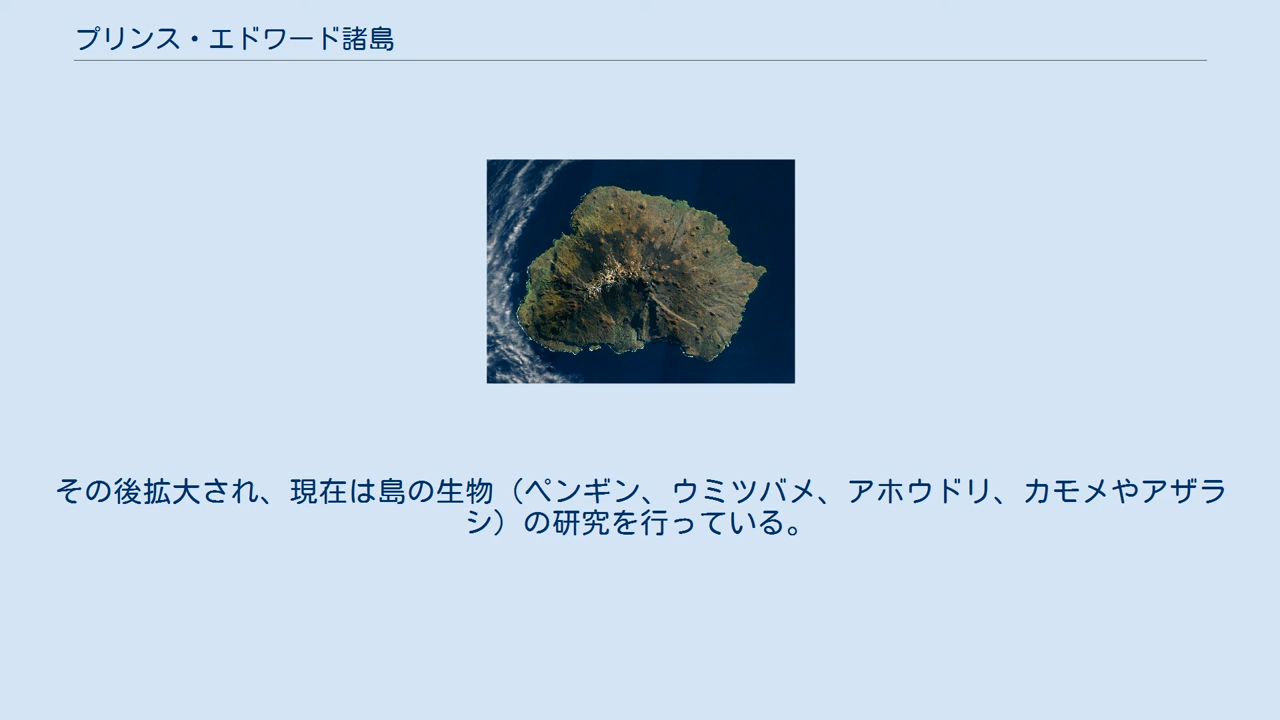 プリンス・エドワード諸島
その後拡大され、現在は島の生物（ペンギン、ウミツバメ、アホウドリ、カモメやアザラ
シ）の研究を行っている。